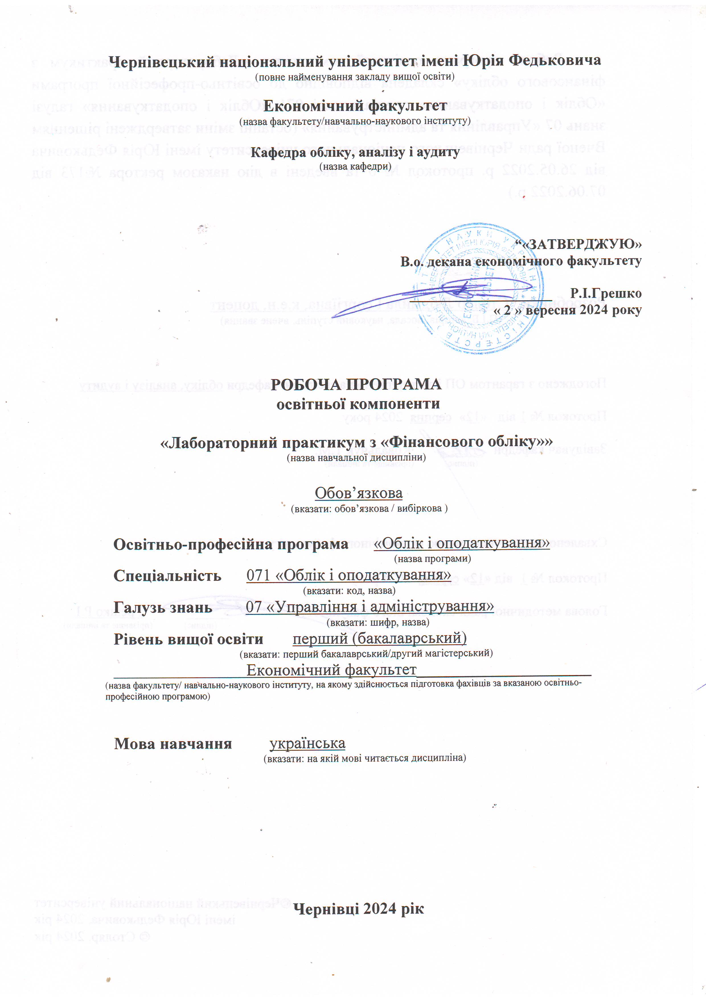 Чернівецький національний університет імені Юрія Федьковича
(повне найменування закладу вищої освіти)
Економічний факультет
(назва факультету/навчально-наукового інституту)
Кафедра обліку, аналізу і аудиту
(назва кафедри)
“«ЗАТВЕРДЖУЮ»
В.о. декана економічного факультету
Р.І.Грешко
« 2 » вересня 2024 року
РОБОЧА ПРОГРАМА
освітньої компоненти
«Лабораторний практикум з «Фінансового обліку»»
(назва навчальної дисципліни)
Обов’язкова
(вказати: обов’язкова / вибіркова )
Освітньо-професійна програма «Облік і оподаткування»
(назва програми)
Спеціальність 071 «Облік і оподаткування»
(вказати: код, назва)
Галузь знань 07 «Управління і адміністрування»
(вказати: шифр, назва)
Рівень вищої освіти перший (бакалаврський)
(вказати: перший бакалаврський/другий магістерський)
Економічний факультет
(назва факультету/ навчально-наукового інституту, на якому здійснюється підготовка фахівців за вказаною освітньо-
професійною програмою)
Мова навчання українська
(вказати: на якій мові читається дисципліна)
Чернівці 2024 рік